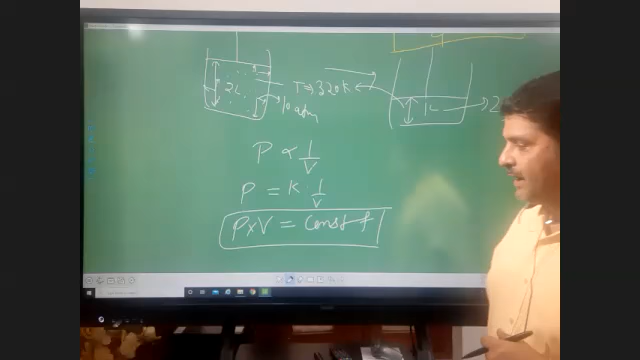 2L
T ⇒ 320K
1L
2
10 atm
P ∝ 1/V
P = K · 1/V
P×V = Const